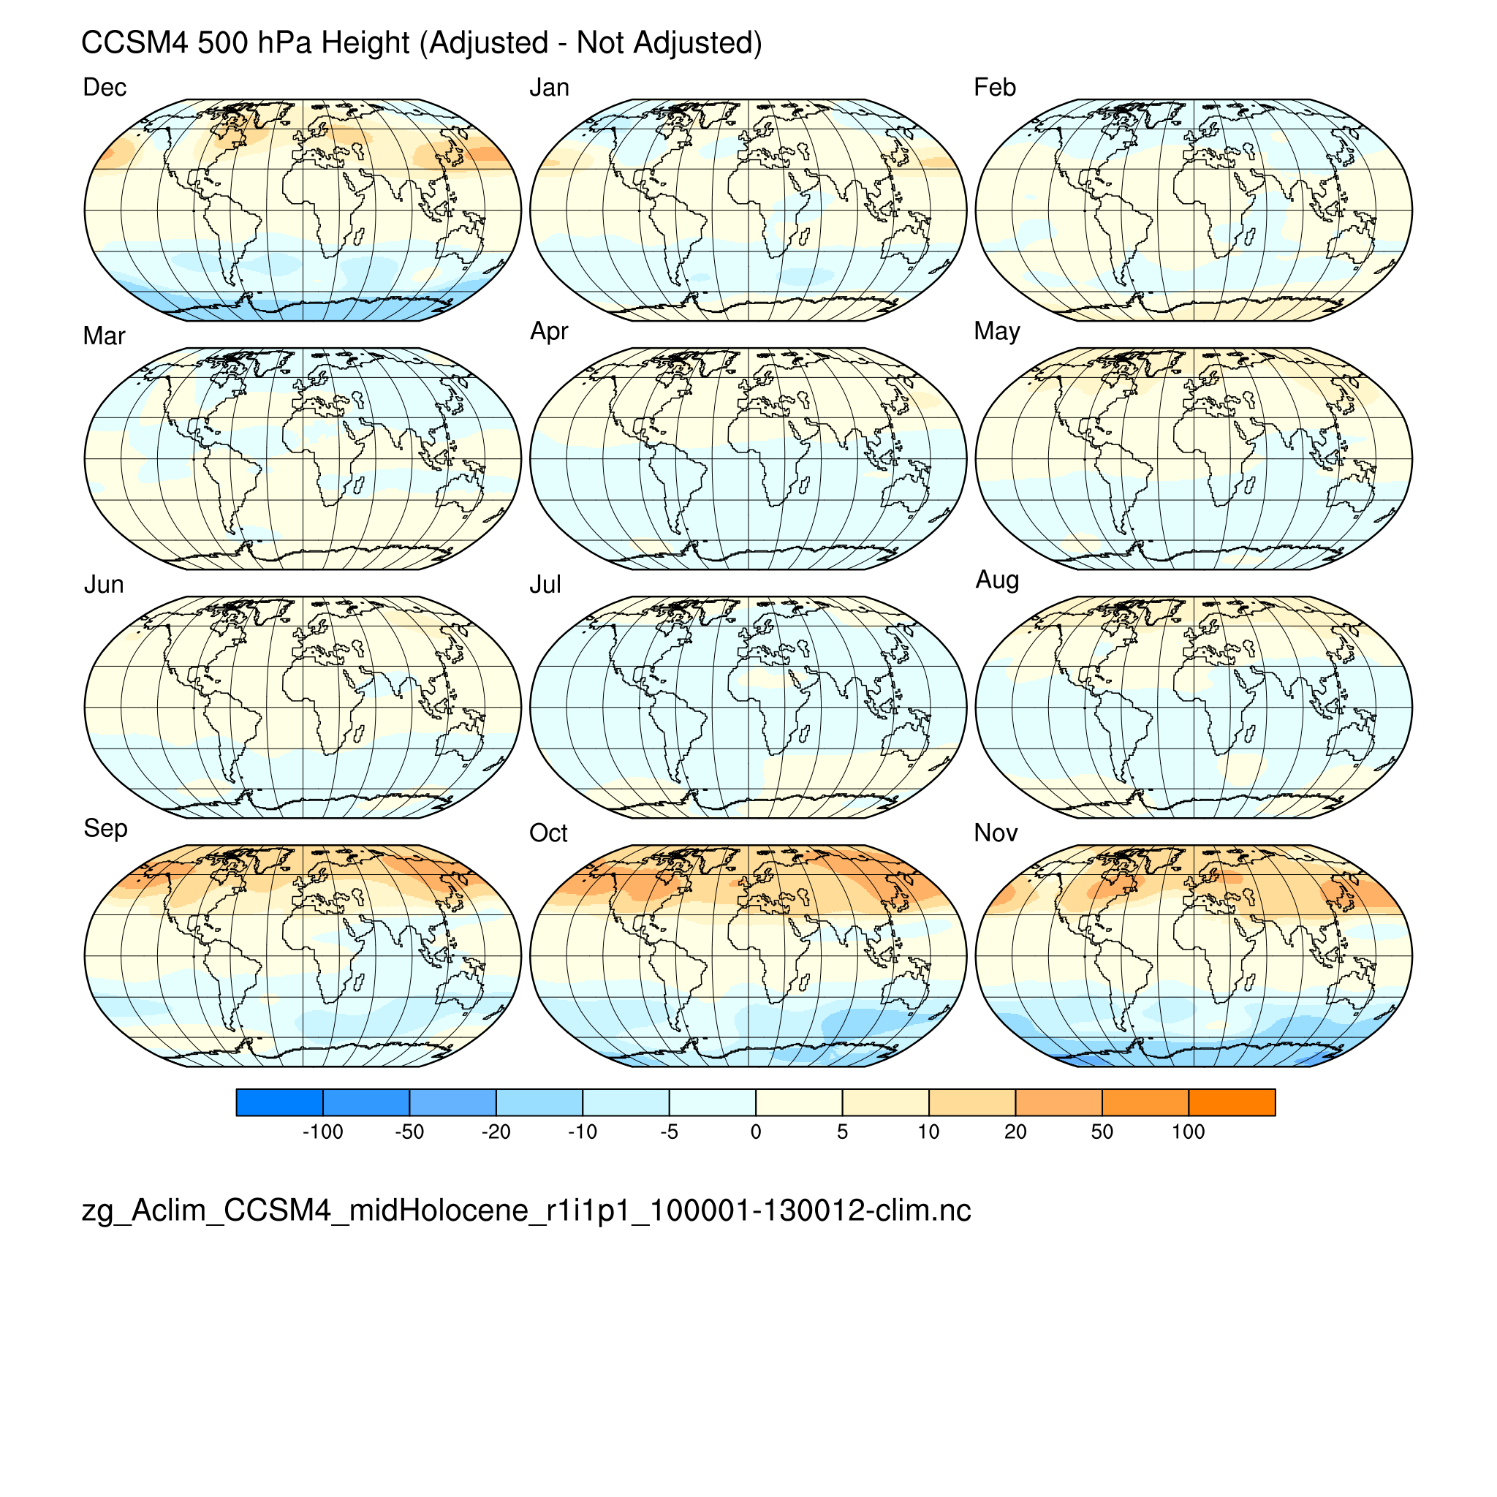 CCSM4 500 hPa Height (Adjusted - Not Adjusted)
Dec
Jan
Feb
Mar
Apr
May
Jun
Jul
Aug
Sep
Oct
Nov
-100 -50 -20 -10 -5 0 5 10 20 50 100
zg_Aclim_CCSM4_midHolocene_r1i1p1_100001-130012-clim.nc